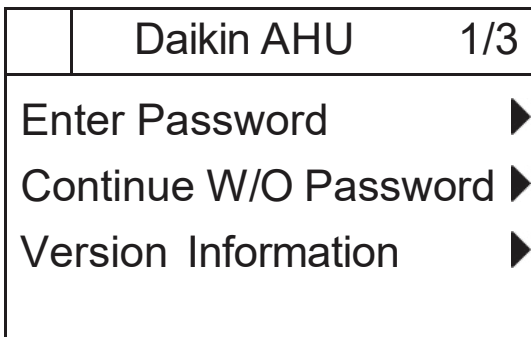 Daikin AHU 1/3
Enter Password
Continue W/O Password
Version Information